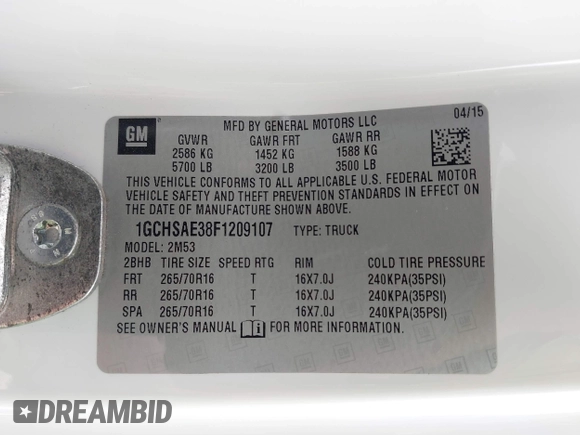 GM
MFD BY GENERAL MOTORS LLC
04/15
GVWR GAWR FRT GAWR RR
2586 KG 1452 KG 1588 KG
5700 LB 3200 LB 3500 LB
THIS VEHICLE CONFORMS TO ALL APPLICABLE U.S. FEDERAL MOTOR
VEHICLE SAFETY AND THEFT PREVENTION STANDARDS IN EFFECT ON
THE DATE OF MANUFACTURE SHOWN ABOVE.
1GCHSAE38F1209107 TYPE: TRUCK
MODEL: 2M53
2BHB TIRE SIZE SPEED RTG RIM COLD TIRE PRESSURE
FRT 265/70R16 T 16X7.0J 240KPA(35PSI)
RR 265/70R16 T 16X7.0J 240KPA(35PSI)
SPA 265/70R16 T 16X7.0J 240KPA(35PSI)
SEE OWNER'S MANUAL FOR MORE INFORMATION.
DREAMBID